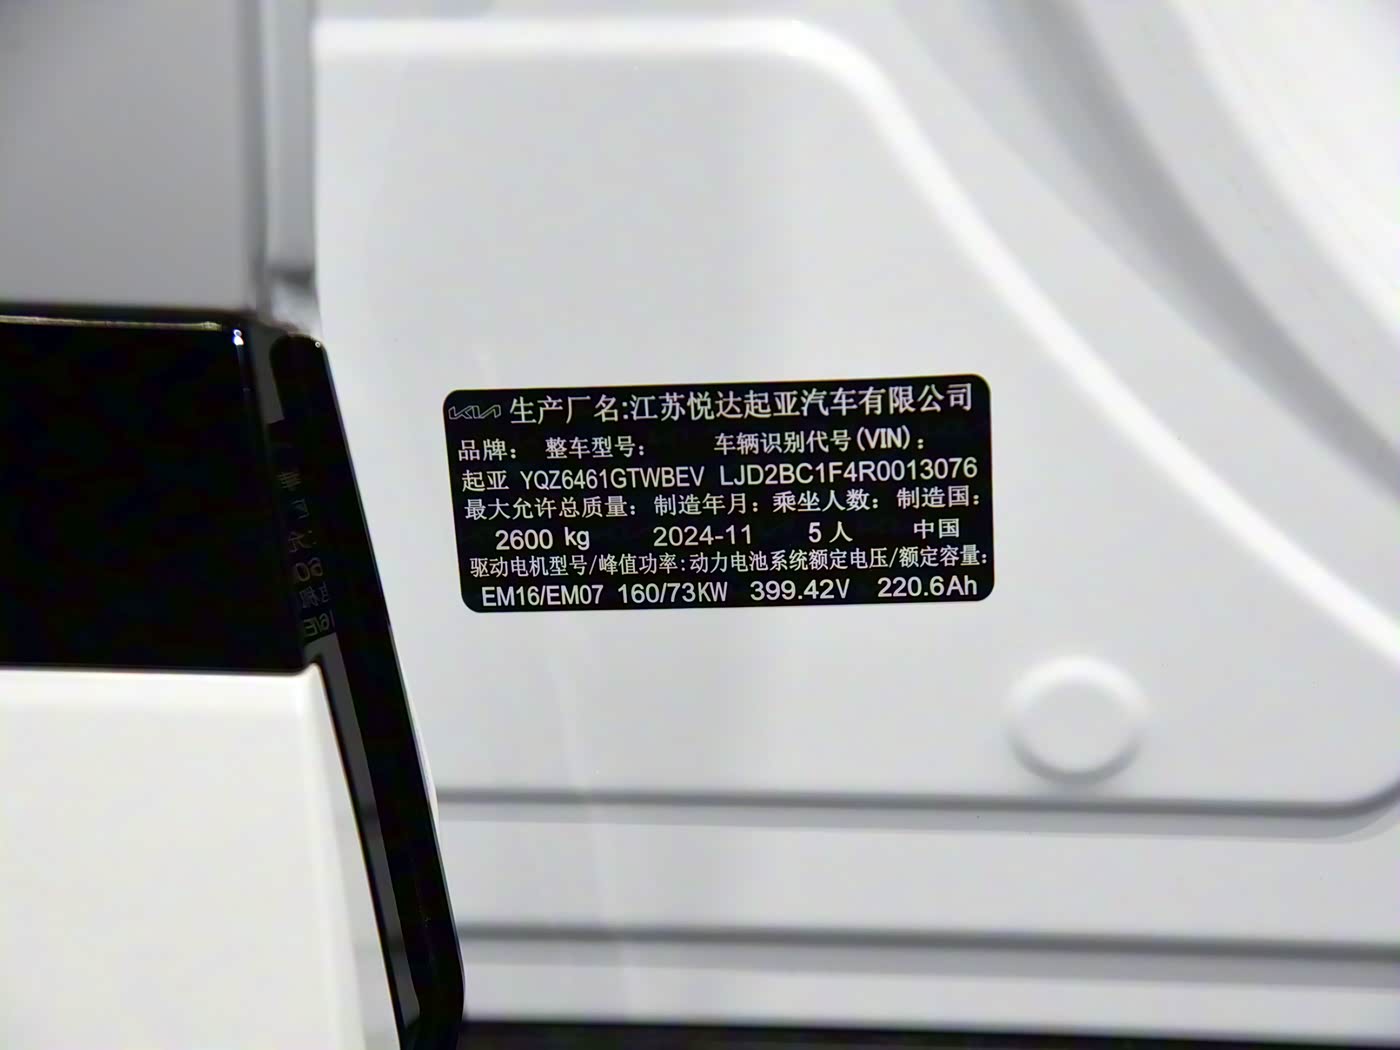 KIA 生产厂名:江苏悦达起亚汽车有限公司
品牌: 整车型号: 车辆识别代号(VIN):
起亚 YQZ6461GTWBEV LJD2BC1F4R0013076
最大允许总质量: 制造年月: 乘坐人数: 制造国:
2600 kg 2024-11 5 人 中国
驱动电机型号/峰值功率:动力电池系统额定电压/额定容量:
EM16/EM07 160/73KW 399.42V 220.6Ah